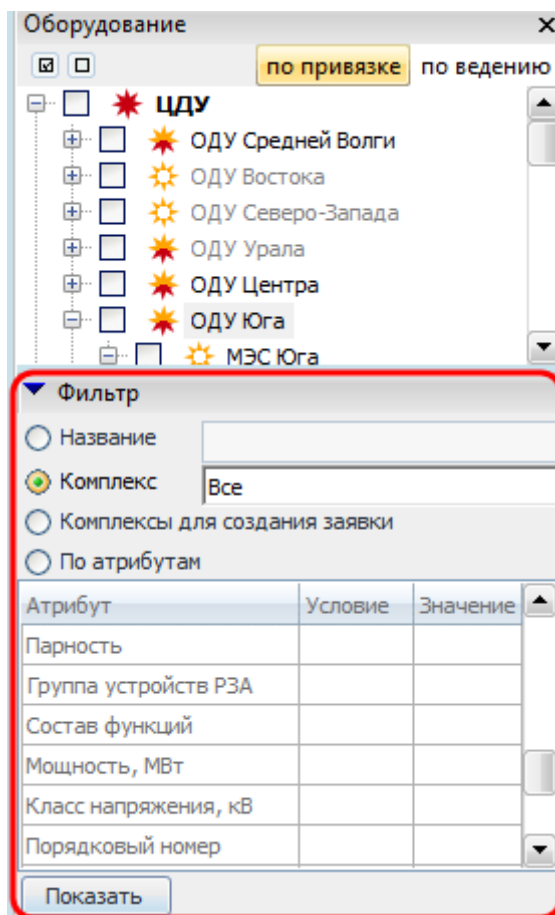 Оборудование
по привязке по ведению
ЦДУ
ОДУ Средней Волги
ОДУ Востока
ОДУ Северо-Запада
ОДУ Урала
ОДУ Центра
ОДУ Юга
МЭС Юга
Фильтр
Название
Комплекс Все
Комплексы для создания заявки
По атрибутам
Атрибут Условие Значение
Парность
Группа устройств РЗА
Состав функций
Мощность, МВт
Класс напряжения, кВ
Порядковый номер
Показать